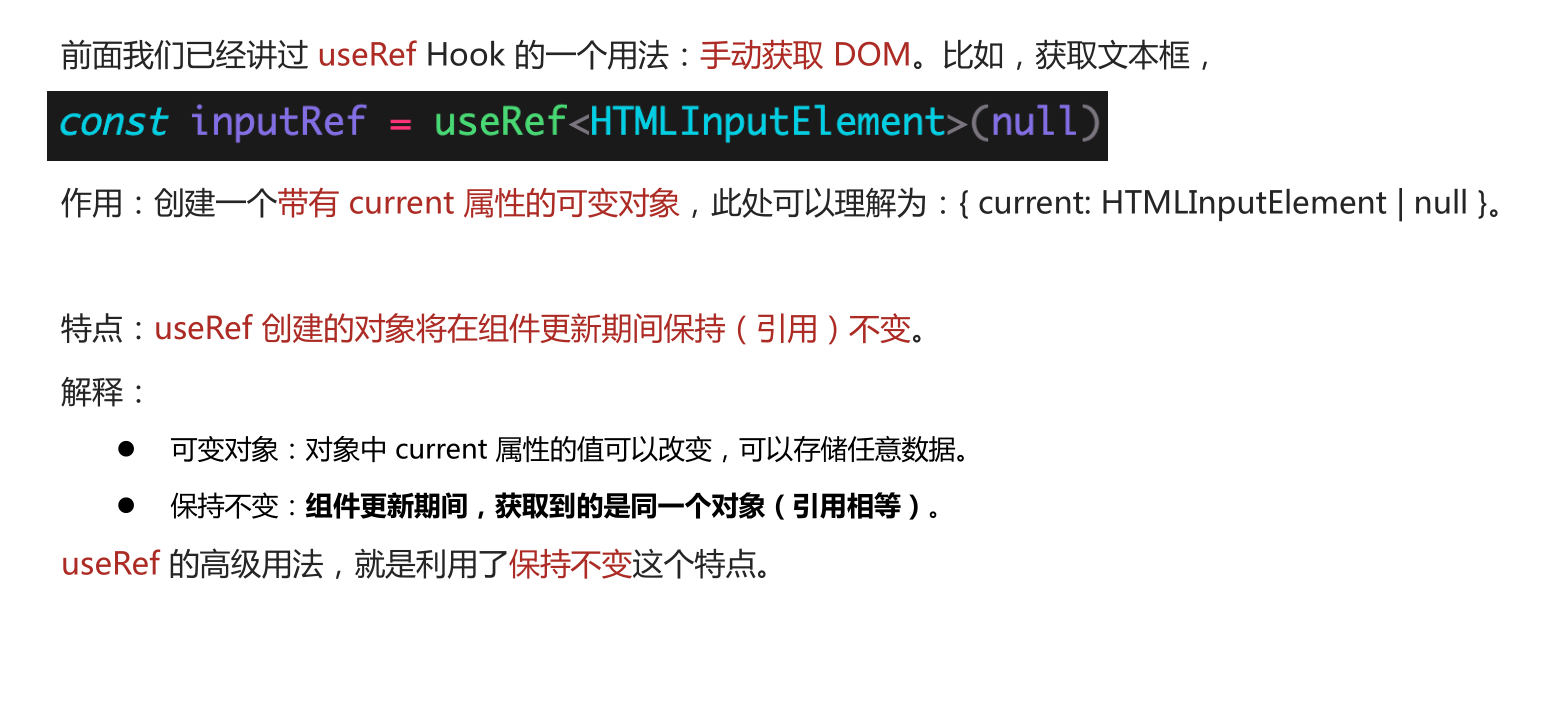 前面我们已经讲过 useRef Hook 的一个用法：手动获取 DOM。比如，获取文本框，
const inputRef = useRef<HTMLInputElement>(null)
作用：创建一个带有 current 属性的可变对象，此处可以理解为：{ current: HTMLInputElement | null }。
特点：useRef 创建的对象将在组件更新期间保持（引用）不变。
解释：
● 可变对象：对象中 current 属性的值可以改变，可以存储任意数据。
● 保持不变：组件更新期间，获取到的是同一个对象（引用相等）。
useRef 的高级用法，就是利用了保持不变这个特点。